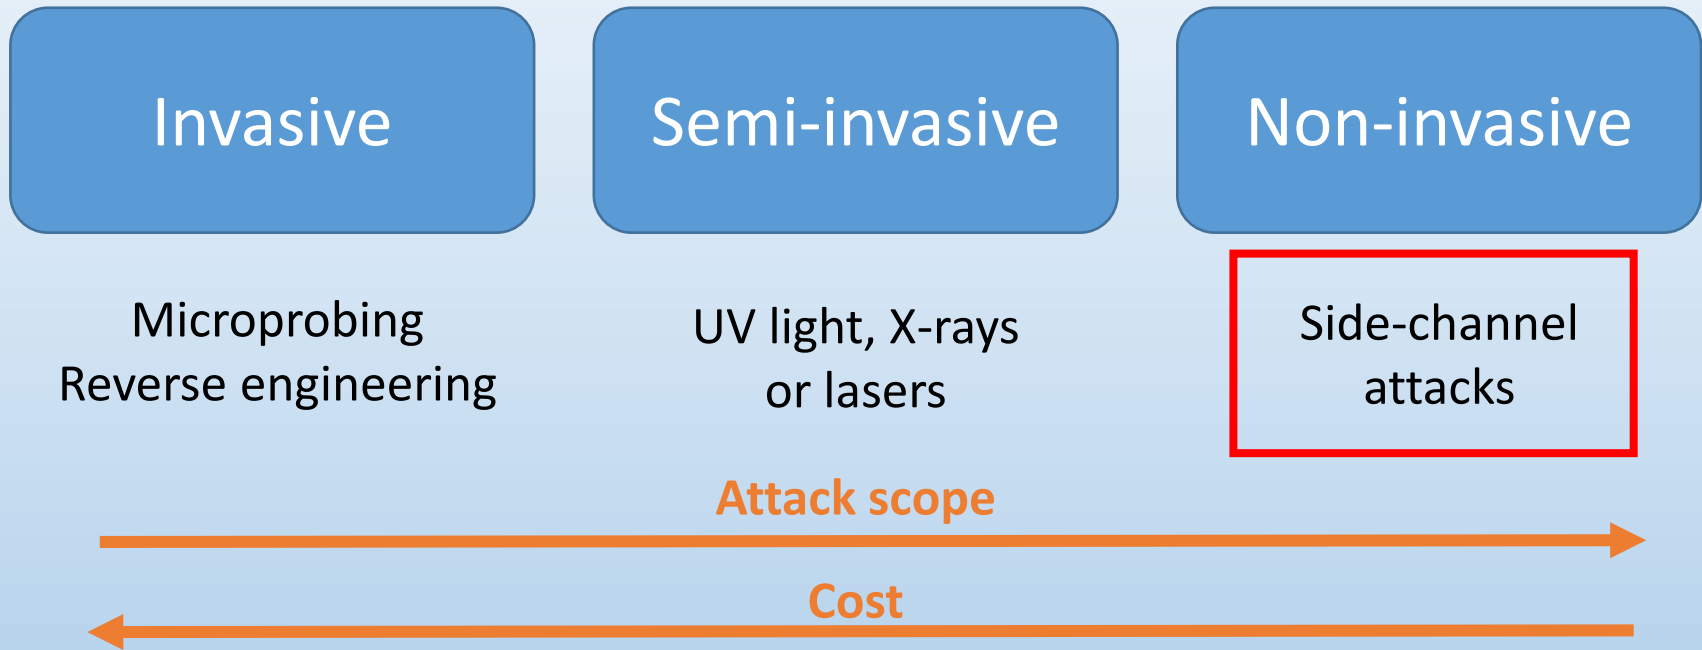 Invasive
Semi-invasive
Non-invasive
Microprobing
Reverse engineering
UV light, X-rays
or lasers
Side-channel
attacks
Attack scope
Cost